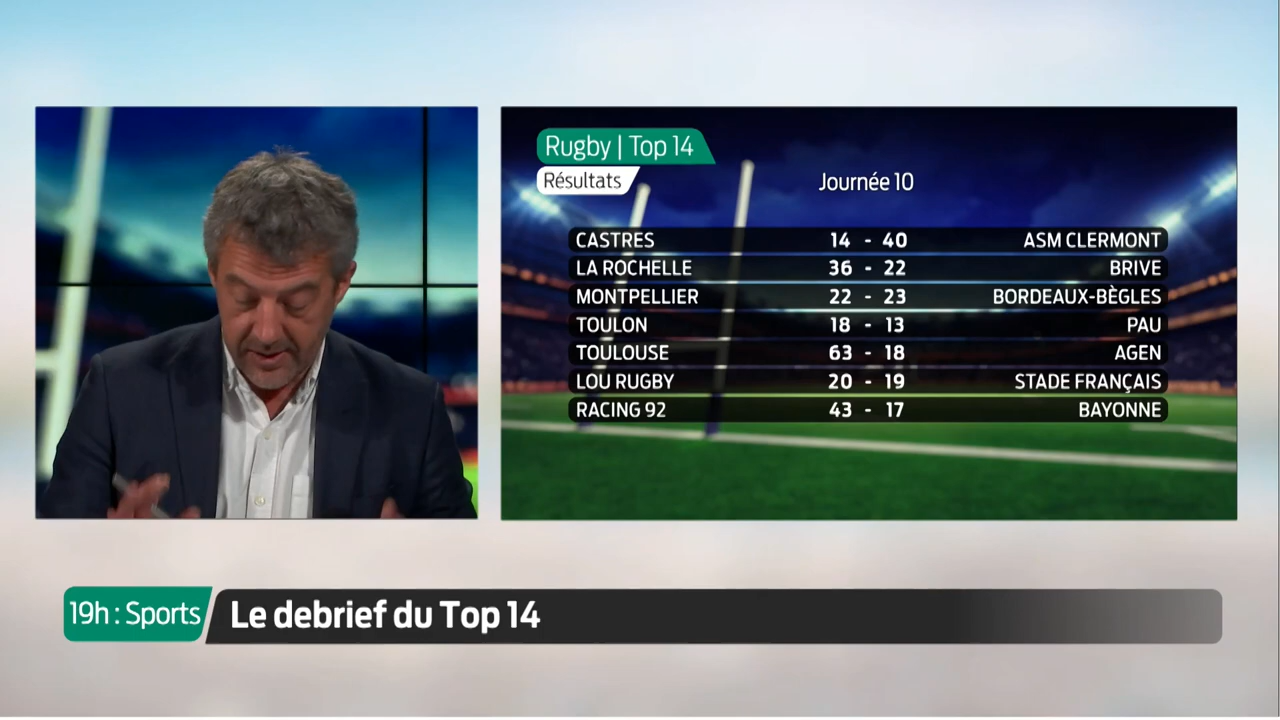 Rugby | Top 14
Résultats
Journée 10
CASTRES 14 - 40 ASM CLERMONT
LA ROCHELLE 36 - 22 BRIVE
MONTPELLIER 22 - 23 BORDEAUX-BÈGLES
TOULON 18 - 13 PAU
TOULOUSE 63 - 18 AGEN
LOU RUGBY 20 - 19 STADE FRANÇAIS
RACING 92 43 - 17 BAYONNE
19h : Sports Le debrief du Top 14